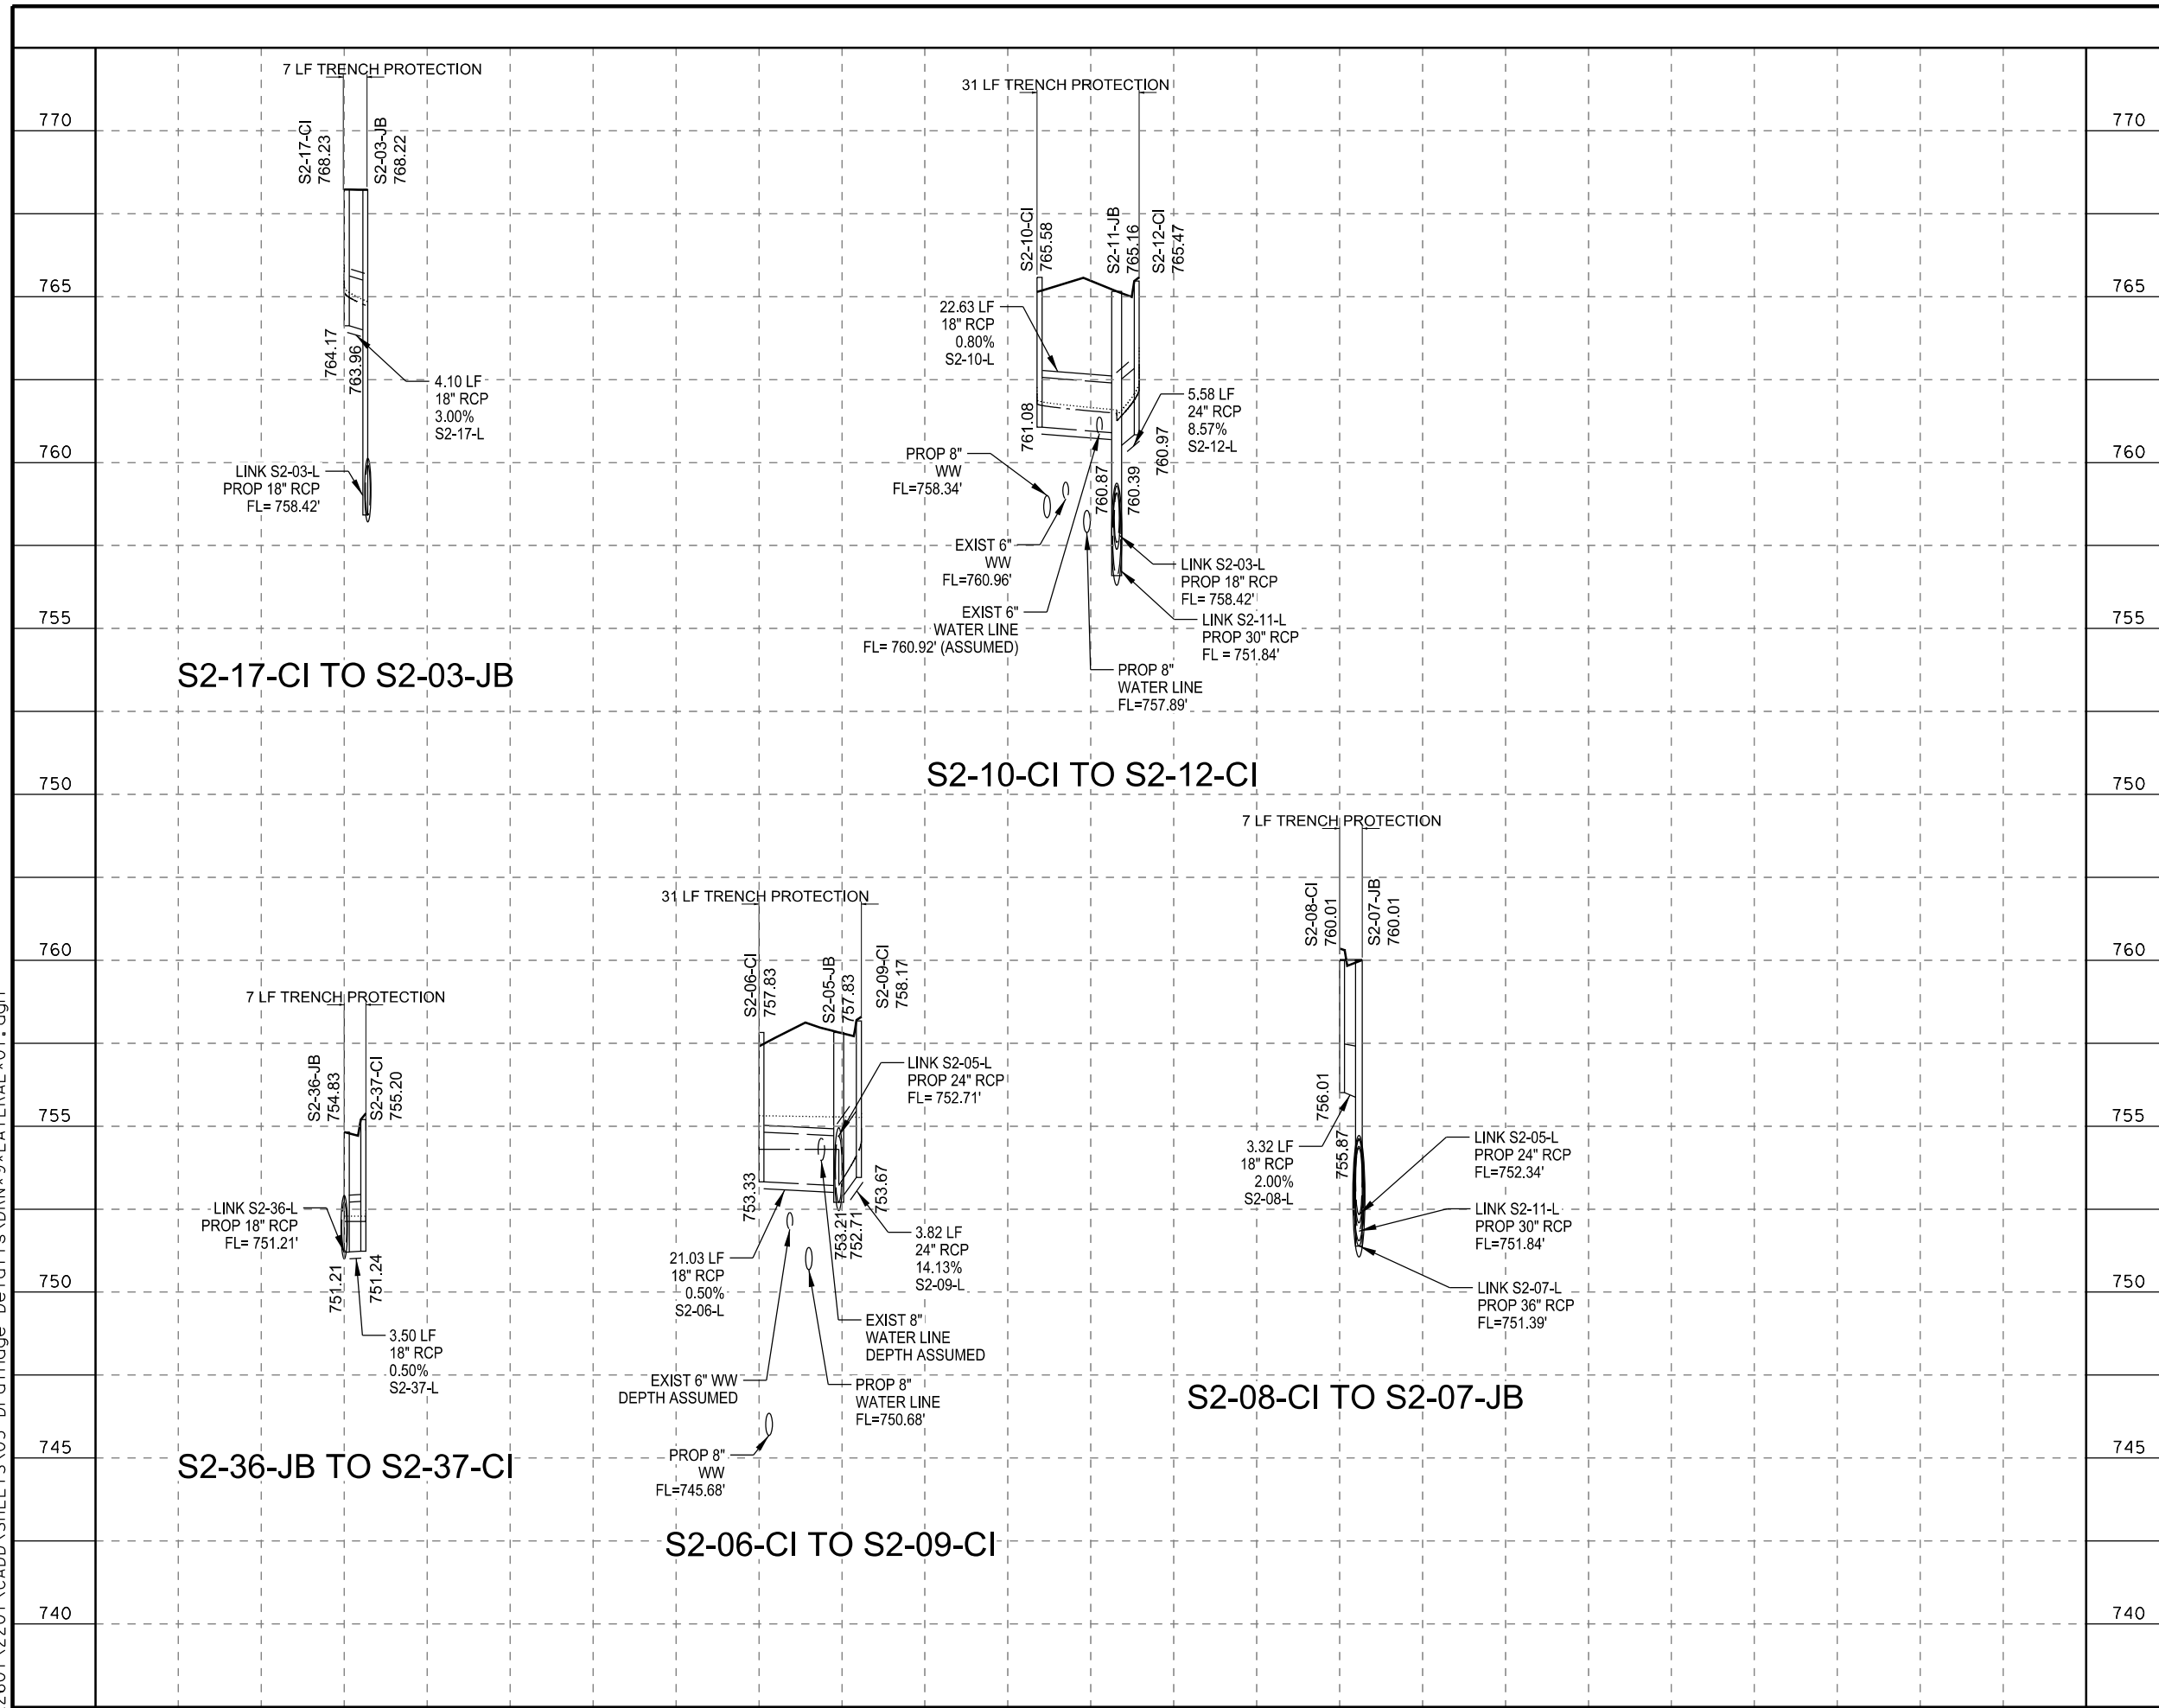 770
765
760
755
750
760
755
750
745
740
7 LF TRENCH PROTECTION
S2-17-CI
768.23
S2-03-JB
768.22
764.17
763.96
4.10 LF
18" RCP
3.00%
S2-17-L
LINK S2-03-L
PROP 18" RCP
FL= 758.42'
S2-17-CI TO S2-03-JB
31 LF TRENCH PROTECTION
S2-10-CI
765.58
S2-11-JB
765.16
S2-12-CI
765.47
22.63 LF
18" RCP
0.80%
S2-10-L
761.08
760.87
760.39
760.97
5.58 LF
24" RCP
8.57%
S2-12-L
PROP 8"
WW
FL=758.34'
EXIST 6"
WW
FL=760.96'
EXIST 6"
WATER LINE
FL= 760.92' (ASSUMED)
LINK S2-03-L
PROP 18" RCP
FL= 758.42'
LINK S2-11-L
PROP 30" RCP
FL = 751.84'
PROP 8"
WATER LINE
FL=757.89'
S2-10-CI TO S2-12-CI
7 LF TRENCH PROTECTION
S2-36-JB
754.83
S2-37-CI
755.20
LINK S2-36-L
PROP 18" RCP
FL= 751.21'
751.21
751.24
3.50 LF
18" RCP
0.50%
S2-37-L
S2-36-JB TO S2-37-CI
31 LF TRENCH PROTECTION
S2-06-CI
757.83
S2-05-JB
757.83
S2-09-CI
758.17
LINK S2-05-L
PROP 24" RCP
FL= 752.71'
753.33
753.21
752.71
753.67
21.03 LF
18" RCP
0.50%
S2-06-L
3.82 LF
24" RCP
14.13%
S2-09-L
EXIST 8"
WATER LINE
DEPTH ASSUMED
EXIST 6" WW
DEPTH ASSUMED
PROP 8"
WATER LINE
FL=750.68'
PROP 8"
WW
FL=745.68'
S2-06-CI TO S2-09-CI
7 LF TRENCH PROTECTION
S2-08-CI
760.01
S2-07-JB
760.01
756.01
755.87
3.32 LF
18" RCP
2.00%
S2-08-L
LINK S2-05-L
PROP 24" RCP
FL=752.34'
LINK S2-11-L
PROP 30" RCP
FL=751.84'
LINK S2-07-L
PROP 36" RCP
FL=751.39'
S2-08-CI TO S2-07-JB
770
765
760
755
750
760
755
750
745
740